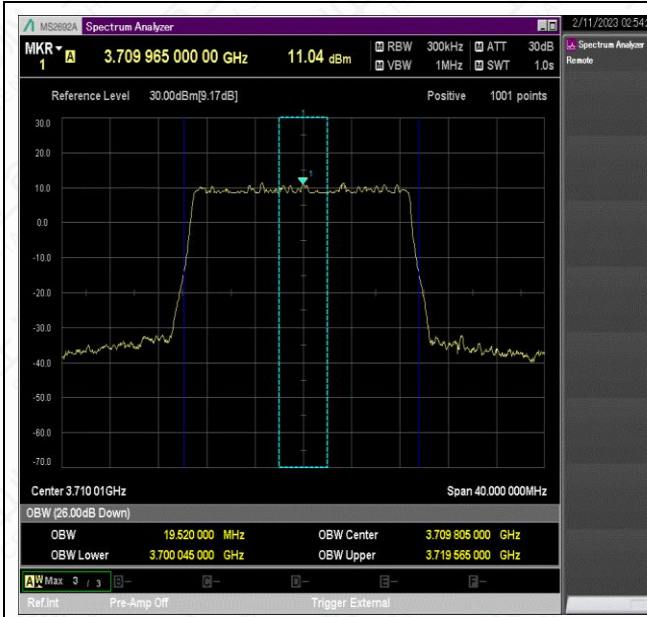 MS2692A Spectrum Analyzer
2/11/2023 02:54:
MKR 1 A 3.709 965 000 00 GHz 11.04 dBm
M RBW 300kHz M ATT 30dB
M VBW 1MHz M SWT 1.0s
Spectrum Analyzer
Remote
Reference Level 30.00dBm[9.17dB] Positive 1001 points
30.0
20.0
1
10.0
0.0
-10.0
-20.0
-30.0
-40.0
-50.0
-60.0
-70.0
Center 3.710 01GHz Span 40.000 000MHz
OBW (26.00dB Down)
OBW 19.520 000 MHz OBW Center 3.709 805 000 GHz
OBW Lower 3.700 045 000 GHz OBW Upper 3.719 565 000 GHz
A W Max 3 / 3 B- C- D- E- F-
Ref.Int Pre-Amp Off Trigger External